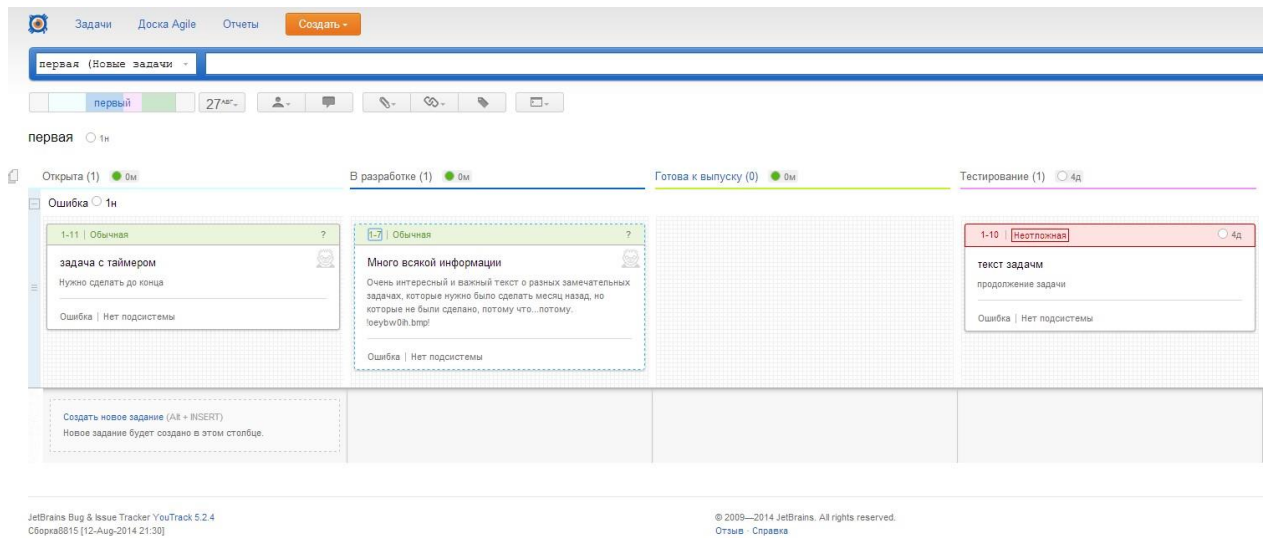 Задачи Доска Agile Отчеты Создать
первая (Новые задачи
первый 27 АВГ.
первая 1н
Открыта (1) 0м В разработке (1) 0м Готова к выпуску (0) 0м Тестирование (1) 4д
Ошибка 1н
1-11 | Обычная ?
задача с таймером
Нужно сделать до конца
Ошибка | Нет подсистемы
1-7 | Обычная ?
Много всякой информации
Очень интересный и важный текст о разных замечательных
задачах, которые нужно было сделать месяц назад, но
которые не были сделано, потому что...потому.
!oeybw0ih.bmp!
Ошибка | Нет подсистемы
1-10 | Неотложная 4д
текст задачм
продолжение задачи
Ошибка | Нет подсистемы
Создать новое задание (Alt + INSERT)
Новое задание будет создано в этом столбце.
JetBrains Bug & Issue Tracker YouTrack 5.2.4
Сборка8815 [12-Aug-2014 21:30]
© 2009—2014 JetBrains. All rights reserved.
Отзыв · Справка